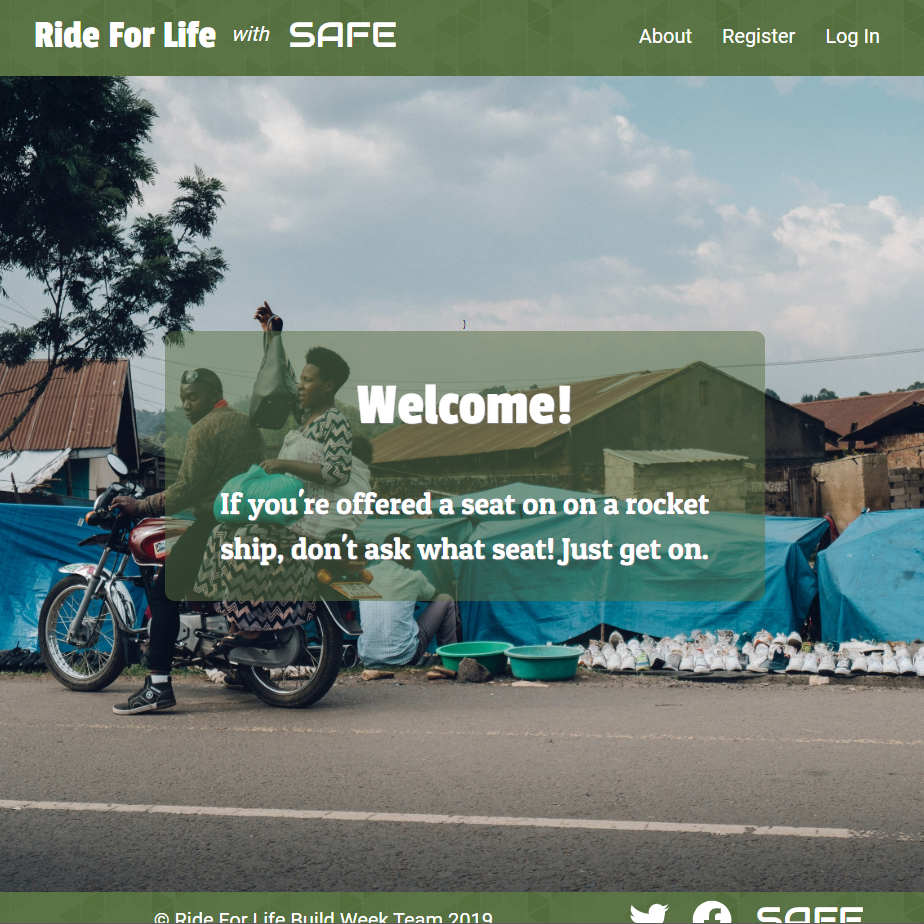 Ride For Life with SAFE
About Register Log In
}
Welcome!
If you're offered a seat on on a rocket
ship, don't ask what seat! Just get on.
© Ride For Life Build Week Team 2019
SAFE